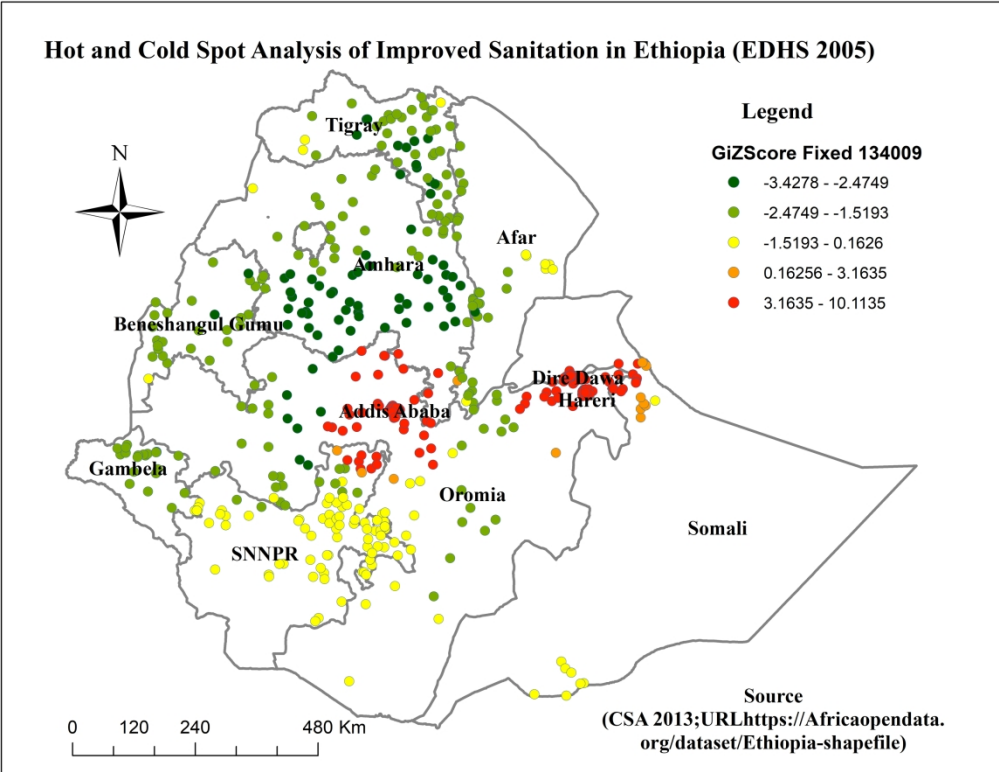 Hot and Cold Spot Analysis of Improved Sanitation in Ethiopia (EDHS 2005)
Legend
GiZScore Fixed 134009
-3.4278 - -2.4749
-2.4749 - -1.5193
-1.5193 - 0.1626
0.16256 - 3.1635
3.1635 - 10.1135
N
Tigray
Afar
Amhara
Beneshangul Gumu
Dire Dawa
Hareri
Addis Ababa
Gambela
Oromia
Somali
SNNPR
0 120 240 480 Km
Source
(CSA 2013;URLhttps://Africaopendata.
org/dataset/Ethiopia-shapefile)